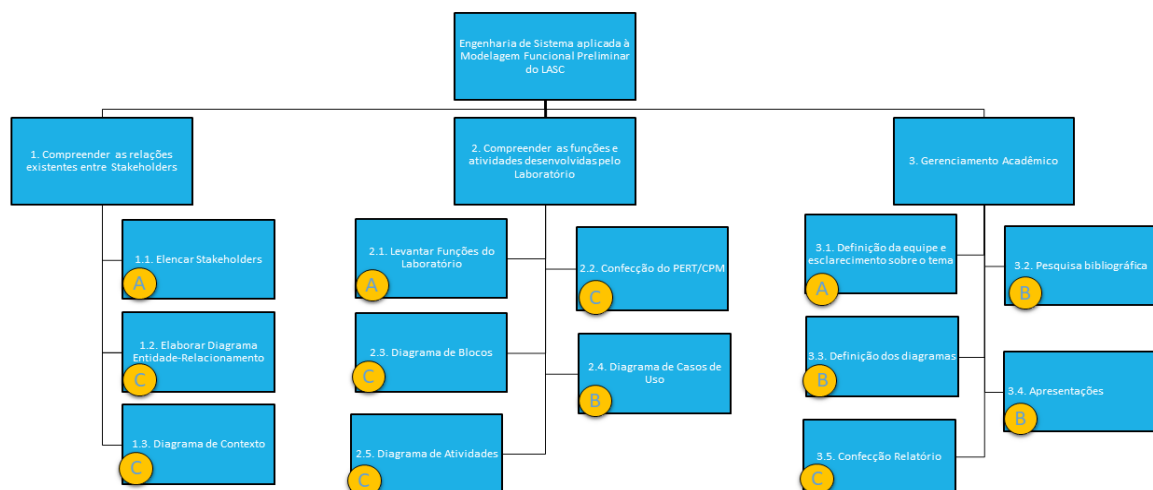 Engenharia de Sistema aplicada à
Modelagem Funcional Preliminar
do LASC
1. Compreender as relações
existentes entre Stakeholders
2. Compreender as funções e
atividades desenvolvidas pelo
Laboratório
3. Gerenciamento Acadêmico
1.1. Elencar Stakeholders
A
1.2. Elaborar Diagrama
Entidade-Relacionamento
C
1.3. Diagrama de Contexto
C
2.1. Levantar Funções do
Laboratório
A
2.2. Confecção do PERT/CPM
C
2.3. Diagrama de Blocos
C
2.4. Diagrama de Casos de
Uso
B
2.5. Diagrama de Atividades
C
3.1. Definição da equipe e
esclarecimento sobre o tema
A
3.2. Pesquisa bibliográfica
B
3.3. Definição dos diagramas
B
3.4. Apresentações
B
3.5. Confecção Relatório
C